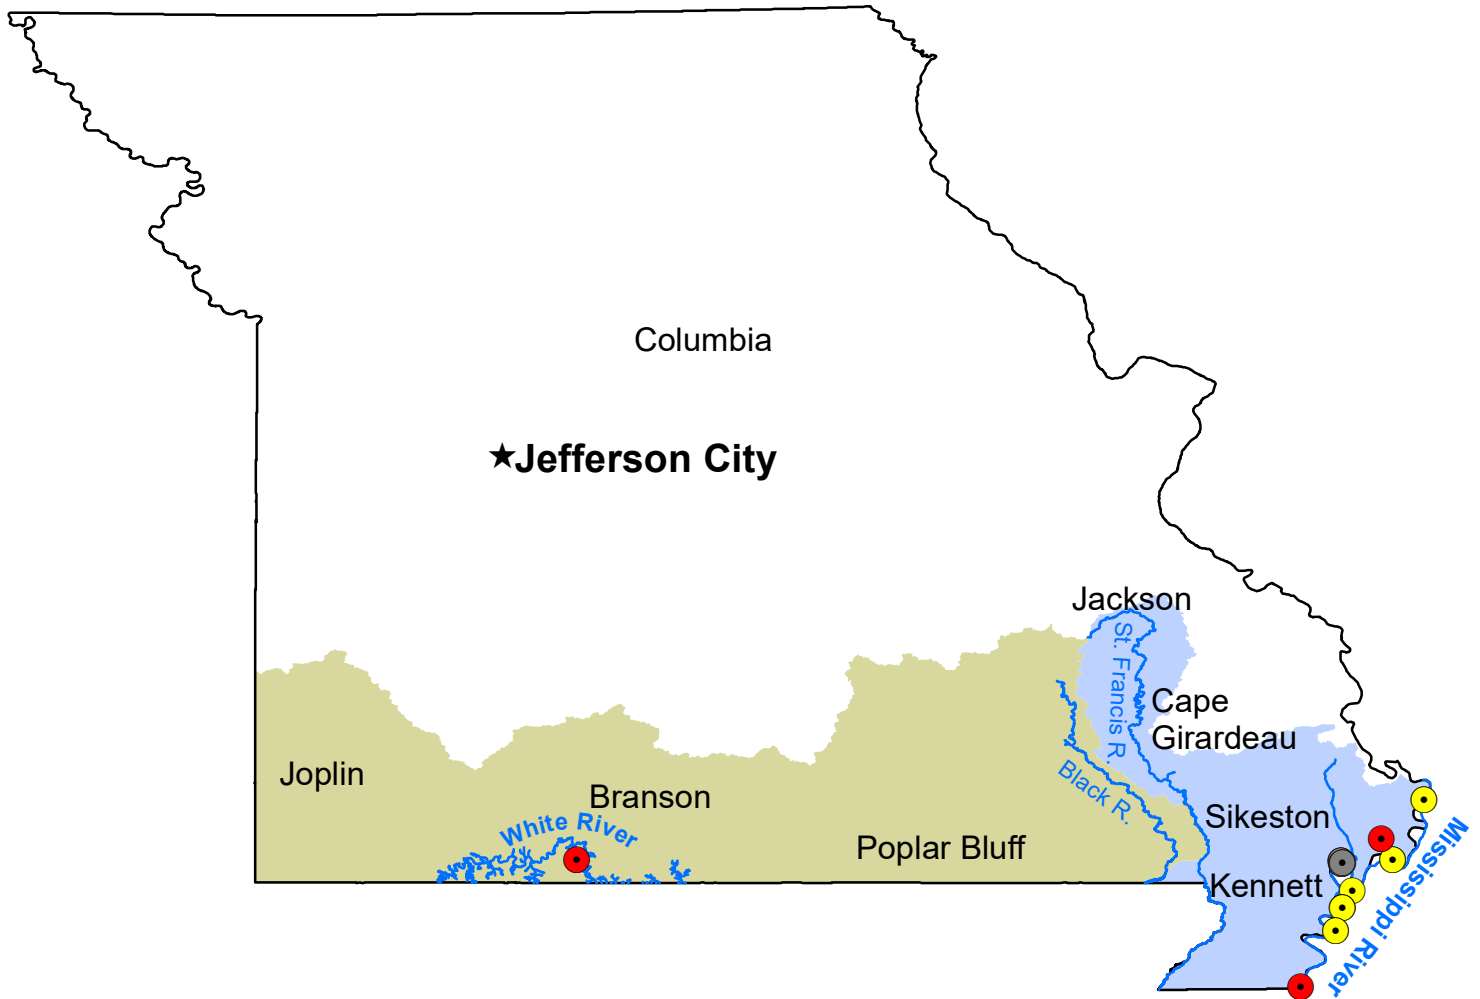 Columbia
Jefferson City
Jackson
St. Francis R.
Cape
Girardeau
Joplin
Branson
Black R.
White River
Sikeston
Poplar Bluff
Kennett
Mississippi River